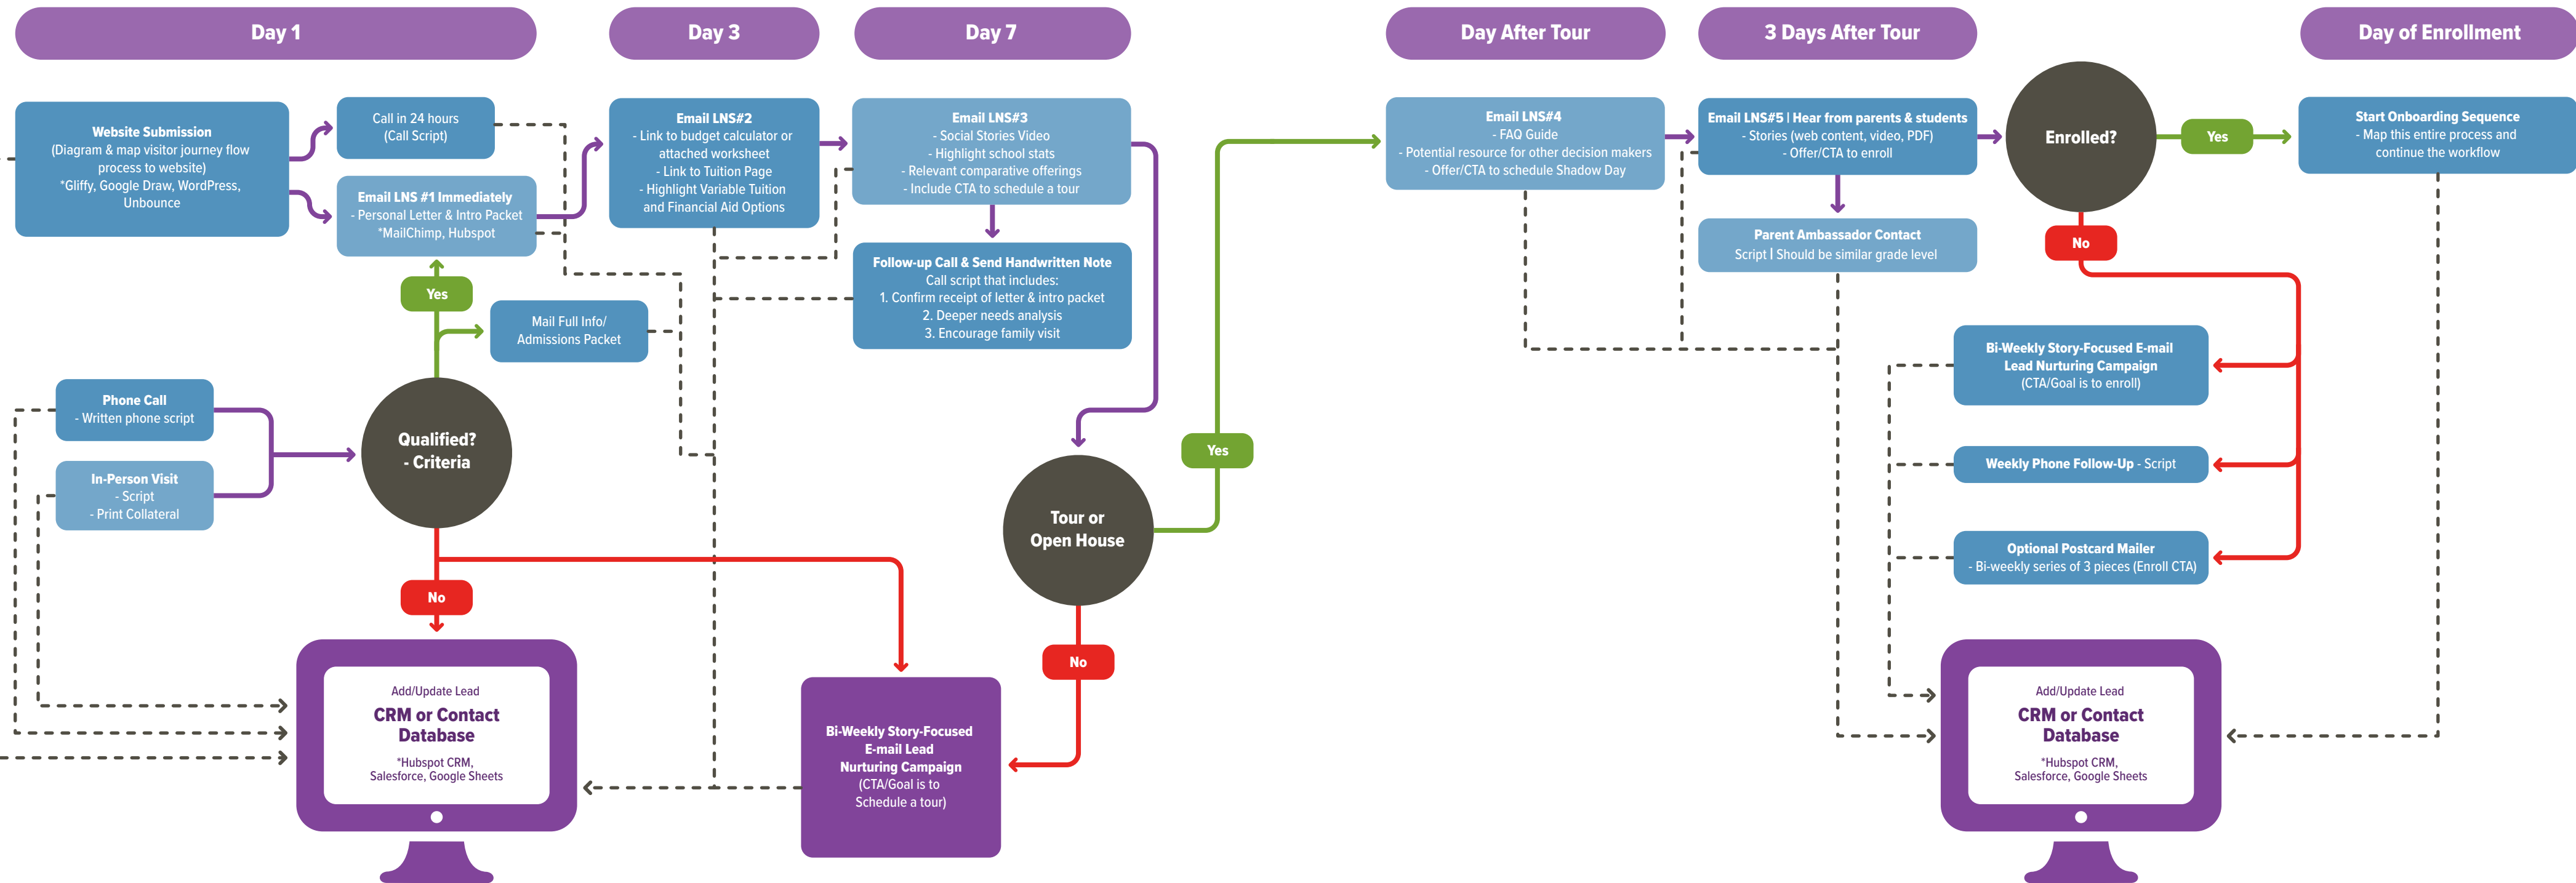 Day 1
Day 3
Day 7
Day After Tour
3 Days After Tour
Day of Enrollment
Website Submission
(Diagram & map visitor journey flow
process to website)
*Gliffy, Google Draw, WordPress,
Unbounce
Call in 24 hours
(Call Script)
Email LNS #1 Immediately
- Personal Letter & Intro Packet
*MailChimp, Hubspot
Yes
Mail Full Info/
Admissions Packet
Phone Call
- Written phone script
In-Person Visit
- Script
- Print Collateral
Qualified?
- Criteria
No
Add/Update Lead
CRM or Contact
Database
*Hubspot CRM,
Salesforce, Google Sheets
Email LNS#2
- Link to budget calculator or
attached worksheet
- Link to Tuition Page
- Highlight Variable Tuition
and Financial Aid Options
Email LNS#3
- Social Stories Video
- Highlight school stats
- Relevant comparative offerings
- Include CTA to schedule a tour
Follow-up Call & Send Handwritten Note
Call script that includes:
1. Confirm receipt of letter & intro packet
2. Deeper needs analysis
3. Encourage family visit
Tour or
Open House
Yes
No
Bi-Weekly Story-Focused
E-mail Lead
Nurturing Campaign
(CTA/Goal is to
Schedule a tour)
Email LNS#4
- FAQ Guide
- Potential resource for other decision makers
- Offer/CTA to schedule Shadow Day
Email LNS#5 | Hear from parents & students
- Stories (web content, video, PDF)
- Offer/CTA to enroll
Parent Ambassador Contact
Script | Should be similar grade level
Enrolled?
Yes
No
Start Onboarding Sequence
- Map this entire process and
continue the workflow
Bi-Weekly Story-Focused E-mail
Lead Nurturing Campaign
(CTA/Goal is to enroll)
Weekly Phone Follow-Up - Script
Optional Postcard Mailer
- Bi-weekly series of 3 pieces (Enroll CTA)
Add/Update Lead
CRM or Contact
Database
*Hubspot CRM,
Salesforce, Google Sheets